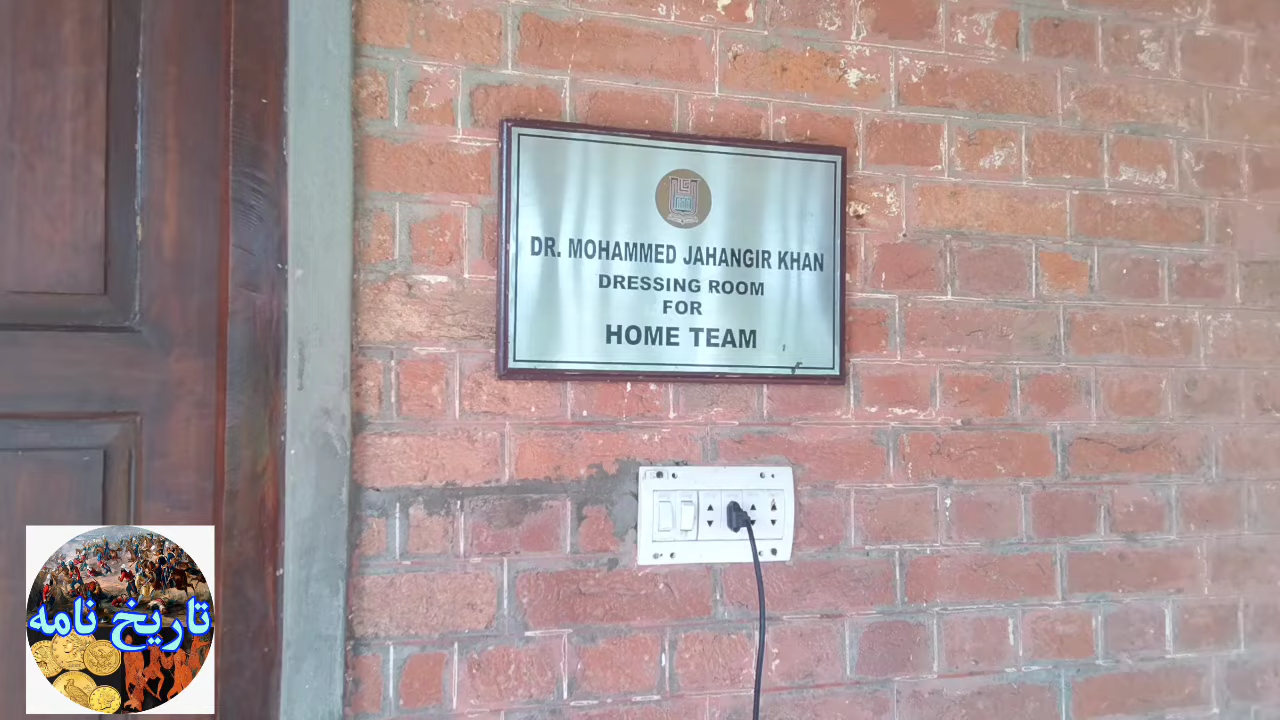 DR. MOHAMMED JAHANGIR KHAN
DRESSING ROOM
FOR
HOME TEAM
تاریخ نامه